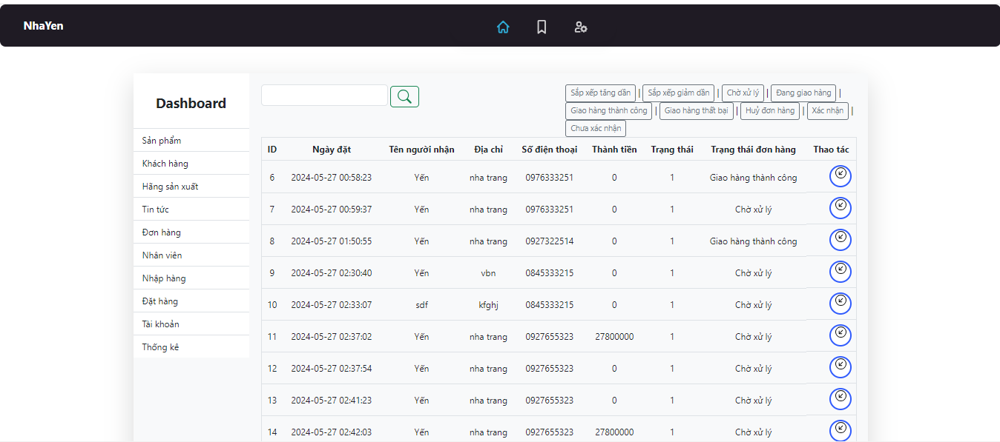 NhaYen
Dashboard
Sản phẩm
Khách hàng
Hãng sản xuất
Tin tức
Đơn hàng
Nhân viên
Nhập hàng
Đặt hàng
Tài khoản
Thống kê
Sắp xếp tăng dần | Sắp xếp giảm dần | Chờ xử lý | Đang giao hàng |
Giao hàng thành công | Giao hàng thất bại | Huỷ đơn hàng | Xác nhận |
Chưa xác nhận
ID Ngày đặt Tên người nhận Địa chỉ Số điện thoại Thành tiền Trạng thái Trạng thái đơn hàng Thao tác
6 2024-05-27 00:58:23 Yến nha trang 0976333251 0 1 Giao hàng thành công
7 2024-05-27 00:59:37 Yến nha trang 0976333251 0 1 Chờ xử lý
8 2024-05-27 01:50:55 Yến nha trang 0927322514 0 1 Giao hàng thành công
9 2024-05-27 02:30:40 Yến vbn 0845333215 0 1 Chờ xử lý
10 2024-05-27 02:33:07 sdf kfghj 0845333215 0 1 Chờ xử lý
11 2024-05-27 02:37:02 Yến nha trang 0927655323 27800000 1 Chờ xử lý
12 2024-05-27 02:37:54 Yến nha trang 0927655323 0 1 Chờ xử lý
13 2024-05-27 02:41:23 Yến nha trang 0927655323 0 1 Chờ xử lý
14 2024-05-27 02:42:03 Yến nha trang 0927655323 27800000 1 Chờ xử lý